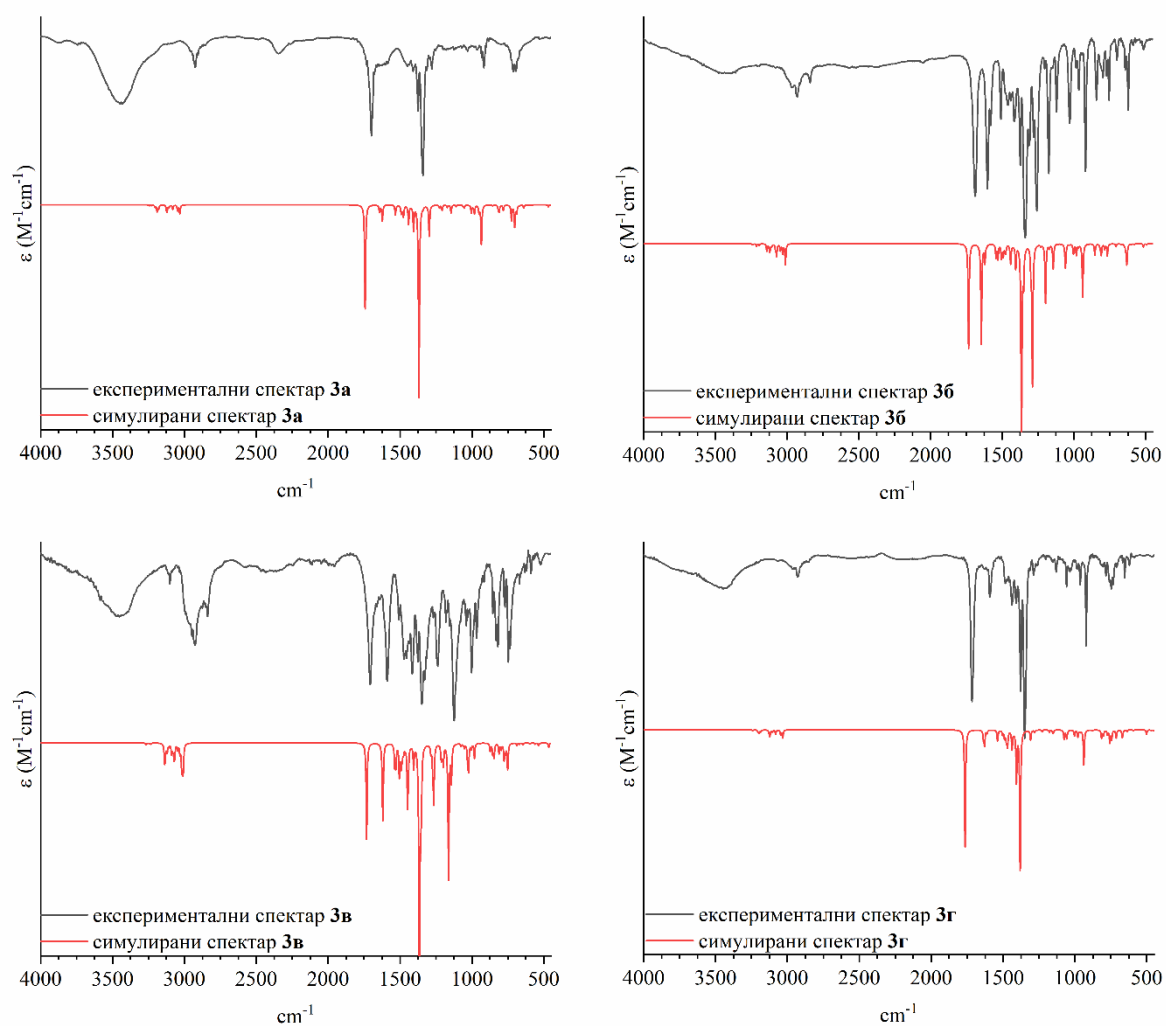 ε (M⁻¹cm⁻¹)
експериментални спектар 3а
симулирани спектар 3а
4000 3500 3000 2500 2000 1500 1000 500
cm⁻¹
ε (M⁻¹cm⁻¹)
експериментални спектар 3б
симулирани спектар 3б
4000 3500 3000 2500 2000 1500 1000 500
cm⁻¹
ε (M⁻¹cm⁻¹)
експериментални спектар 3в
симулирани спектар 3в
4000 3500 3000 2500 2000 1500 1000 500
cm⁻¹
ε (M⁻¹cm⁻¹)
експериментални спектар 3г
симулирани спектар 3г
4000 3500 3000 2500 2000 1500 1000 500
cm⁻¹